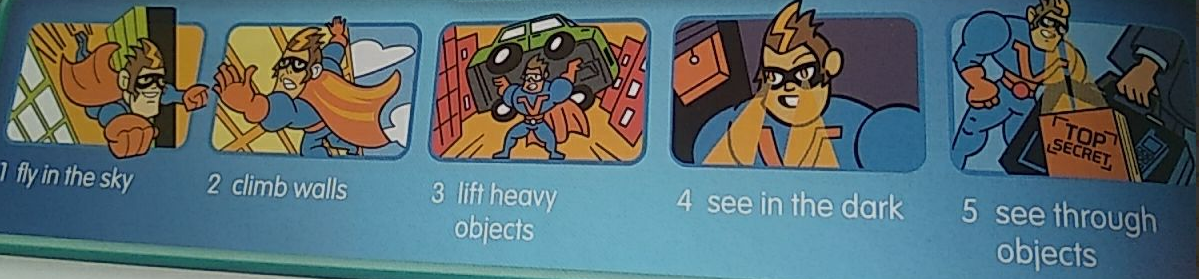 1 fly in the sky
2 climb walls
3 lift heavy
objects
4 see in the dark
TOP
SECRET
5 see through
objects